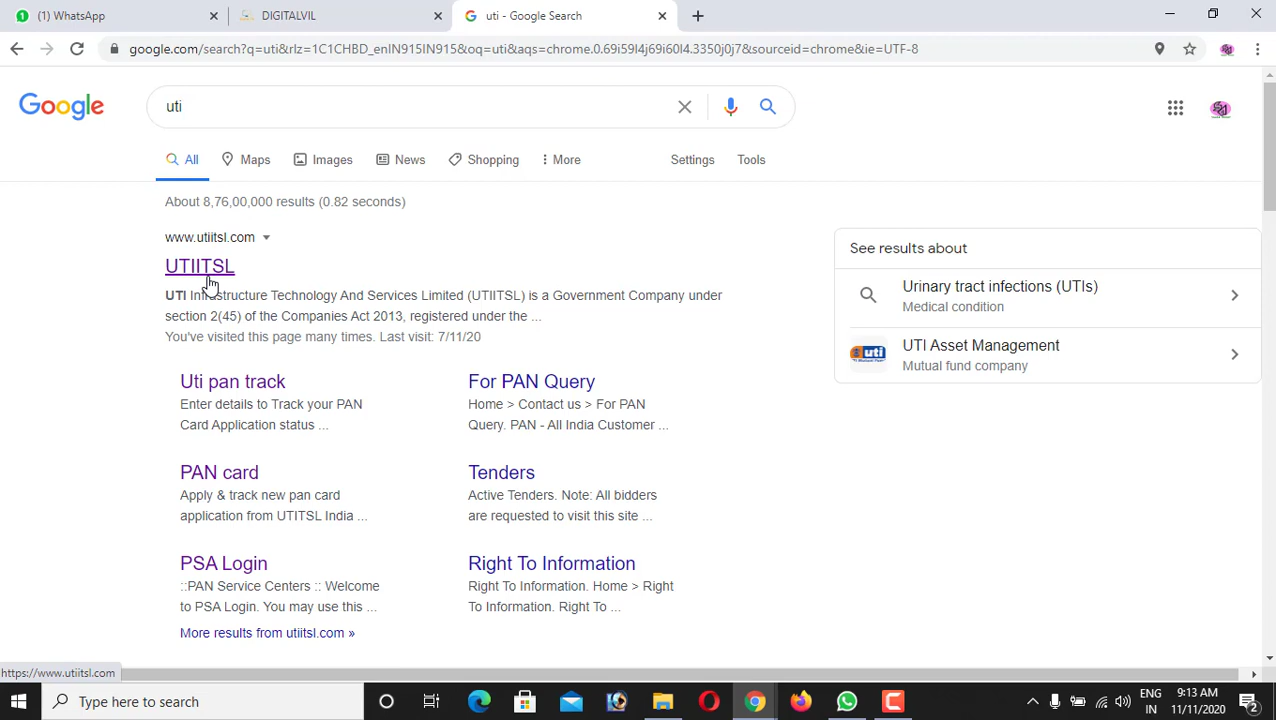 (1) WhatsApp
DIGITALVIL
uti - Google Search
google.com/search?q=uti&rlz=1C1CHBD_enIN915IN915&oq=uti&aqs=chrome.0.69i59l4j69i60l4.3350j0j7&sourceid=chrome&ie=UTF-8
Google
uti
All
Maps
Images
News
Shopping
More
Settings
Tools
About 8,76,00,000 results (0.82 seconds)
www.utiitsl.com
UTIITSL
UTI Infrastructure Technology And Services Limited (UTIITSL) is a Government Company under
section 2(45) of the Companies Act 2013, registered under the ...
You've visited this page many times. Last visit: 7/11/20
Uti pan track
Enter details to Track your PAN
Card Application status ...
For PAN Query
Home > Contact us > For PAN
Query. PAN - All India Customer ...
PAN card
Apply & track new pan card
application from UTITSL India ...
Tenders
Active Tenders. Note: All bidders
are requested to visit this site ...
PSA Login
::PAN Service Centers :: Welcome
to PSA Login. You may use this ...
Right To Information
Right To Information. Home > Right
To Information. Right To ...
More results from utiitsl.com »
See results about
Urinary tract infections (UTIs)
Medical condition
uti
UTI Asset Management
Mutual fund company
https://www.utiitsl.com
Type here to search
ENG
IN
9:13 AM
11/11/2020
2